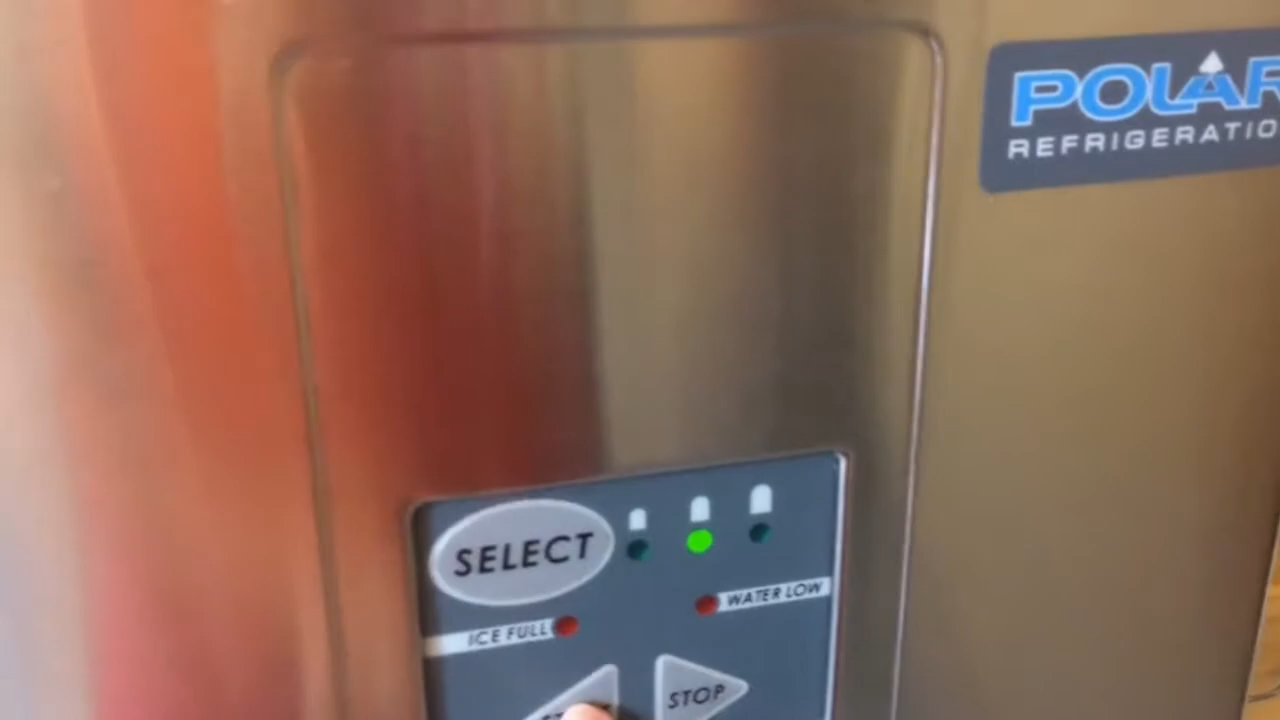 POLAR
REFRIGERATIO
SELECT
WATER LOW
ICE FULL
STOP